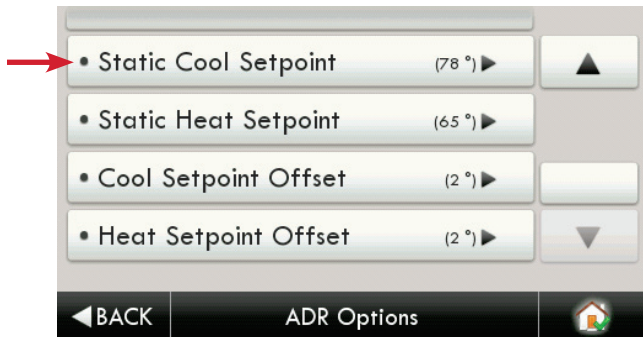 • Static Cool Setpoint (78 °) ▶
• Static Heat Setpoint (65 °) ▶
• Cool Setpoint Offset (2 °) ▶
• Heat Setpoint Offset (2 °) ▶
◀ BACK ADR Options